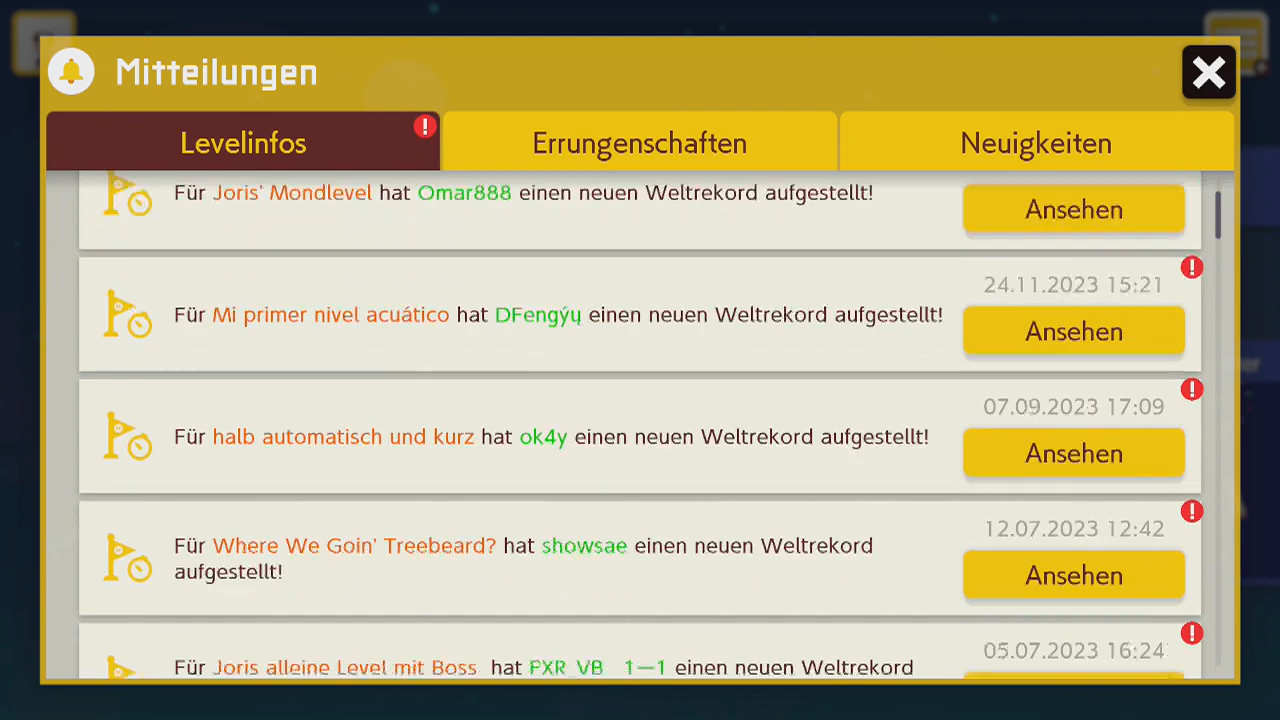 Mitteilungen
Levelinfos
Errungenschaften
Neuigkeiten
Für Joris' Mondlevel hat Omar888 einen neuen Weltrekord aufgestellt!
Ansehen
24.11.2023 15:21
Für Mi primer nivel acuático hat DFengýų einen neuen Weltrekord aufgestellt!
Ansehen
07.09.2023 17:09
Für halb automatisch und kurz hat ok4y einen neuen Weltrekord aufgestellt!
Ansehen
12.07.2023 12:42
Für Where We Goin' Treebeard? hat showsae einen neuen Weltrekord
aufgestellt!
Ansehen
05.07.2023 16:24
Für Joris alleine Level mit Boss hat PXR_VB 1—1 einen neuen Weltrekord